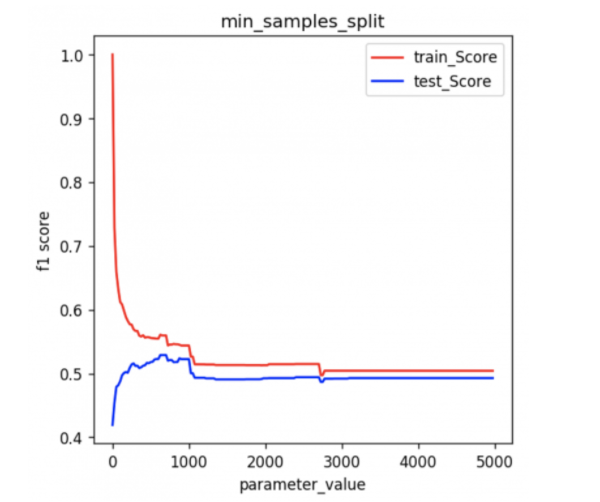 min_samples_split
train_Score
test_Score
f1 score
1.0
0.9
0.8
0.7
0.6
0.5
0.4
0 1000 2000 3000 4000 5000
parameter_value